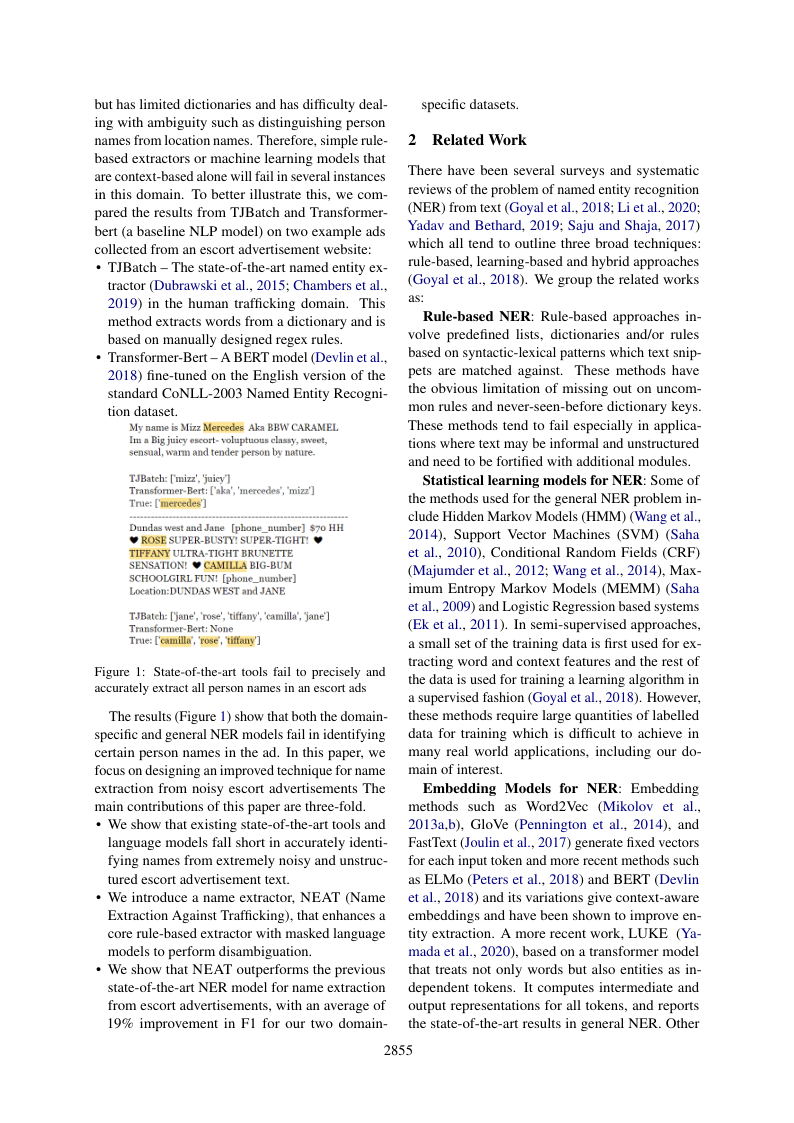 but has limited dictionaries and has difficulty deal-
ing with ambiguity such as distinguishing person
names from location names. Therefore, simple rule-
based extractors or machine learning models that
are context-based alone will fail in several instances
in this domain. To better illustrate this, we com-
pared the results from TJBatch and Transformer-
bert (a baseline NLP model) on two example ads
collected from an escort advertisement website:
• TJBatch – The state-of-the-art named entity ex-
tractor (Dubrawski et al., 2015; Chambers et al.,
2019) in the human trafficking domain. This
method extracts words from a dictionary and is
based on manually designed regex rules.
• Transformer-Bert – A BERT model (Devlin et al.,
2018) fine-tuned on the English version of the
standard CoNLL-2003 Named Entity Recogni-
tion dataset.
My name is Mizz Mercedes Aka BBW CARAMEL
Im a Big juicy escort- voluptuous classy, sweet,
sensual, warm and tender person by nature.
TJBatch: ['mizz', 'juicy']
Transformer-Bert: ['aka', 'mercedes', 'mizz']
True: ['mercedes']
Dundas west and Jane [phone_number] $70 HH
♥ ROSE SUPER-BUSTY! SUPER-TIGHT! ♥
TIFFANY ULTRA-TIGHT BRUNETTE
SENSATION! ♥ CAMILLA BIG-BUM
SCHOOLGIRL FUN! [phone_number]
Location:DUNDAS WEST and JANE
TJBatch: ['jane', 'rose', 'tiffany', 'camilla', 'jane']
Transformer-Bert: None
True: ['camilla', 'rose', 'tiffany']
Figure 1: State-of-the-art tools fail to precisely and
accurately extract all person names in an escort ads
The results (Figure 1) show that both the domain-
specific and general NER models fail in identifying
certain person names in the ad. In this paper, we
focus on designing an improved technique for name
extraction from noisy escort advertisements The
main contributions of this paper are three-fold.
• We show that existing state-of-the-art tools and
language models fall short in accurately identi-
fying names from extremely noisy and unstruc-
tured escort advertisement text.
• We introduce a name extractor, NEAT (Name
Extraction Against Trafficking), that enhances a
core rule-based extractor with masked language
models to perform disambiguation.
• We show that NEAT outperforms the previous
state-of-the-art NER model for name extraction
from escort advertisements, with an average of
19% improvement in F1 for our two domain-
specific datasets.
2 Related Work
There have been several surveys and systematic
reviews of the problem of named entity recognition
(NER) from text (Goyal et al., 2018; Li et al., 2020;
Yadav and Bethard, 2019; Saju and Shaja, 2017)
which all tend to outline three broad techniques:
rule-based, learning-based and hybrid approaches
(Goyal et al., 2018). We group the related works
as:
Rule-based NER: Rule-based approaches in-
volve predefined lists, dictionaries and/or rules
based on syntactic-lexical patterns which text snip-
pets are matched against. These methods have
the obvious limitation of missing out on uncom-
mon rules and never-seen-before dictionary keys.
These methods tend to fail especially in applica-
tions where text may be informal and unstructured
and need to be fortified with additional modules.
Statistical learning models for NER: Some of
the methods used for the general NER problem in-
clude Hidden Markov Models (HMM) (Wang et al.,
2014), Support Vector Machines (SVM) (Saha
et al., 2010), Conditional Random Fields (CRF)
(Majumder et al., 2012; Wang et al., 2014), Max-
imum Entropy Markov Models (MEMM) (Saha
et al., 2009) and Logistic Regression based systems
(Ek et al., 2011). In semi-supervised approaches,
a small set of the training data is first used for ex-
tracting word and context features and the rest of
the data is used for training a learning algorithm in
a supervised fashion (Goyal et al., 2018). However,
these methods require large quantities of labelled
data for training which is difficult to achieve in
many real world applications, including our do-
main of interest.
Embedding Models for NER: Embedding
methods such as Word2Vec (Mikolov et al.,
2013a,b), GloVe (Pennington et al., 2014), and
FastText (Joulin et al., 2017) generate fixed vectors
for each input token and more recent methods such
as ELMo (Peters et al., 2018) and BERT (Devlin
et al., 2018) and its variations give context-aware
embeddings and have been shown to improve en-
tity extraction. A more recent work, LUKE (Ya-
mada et al., 2020), based on a transformer model
that treats not only words but also entities as in-
dependent tokens. It computes intermediate and
output representations for all tokens, and reports
the state-of-the-art results in general NER. Other
2855